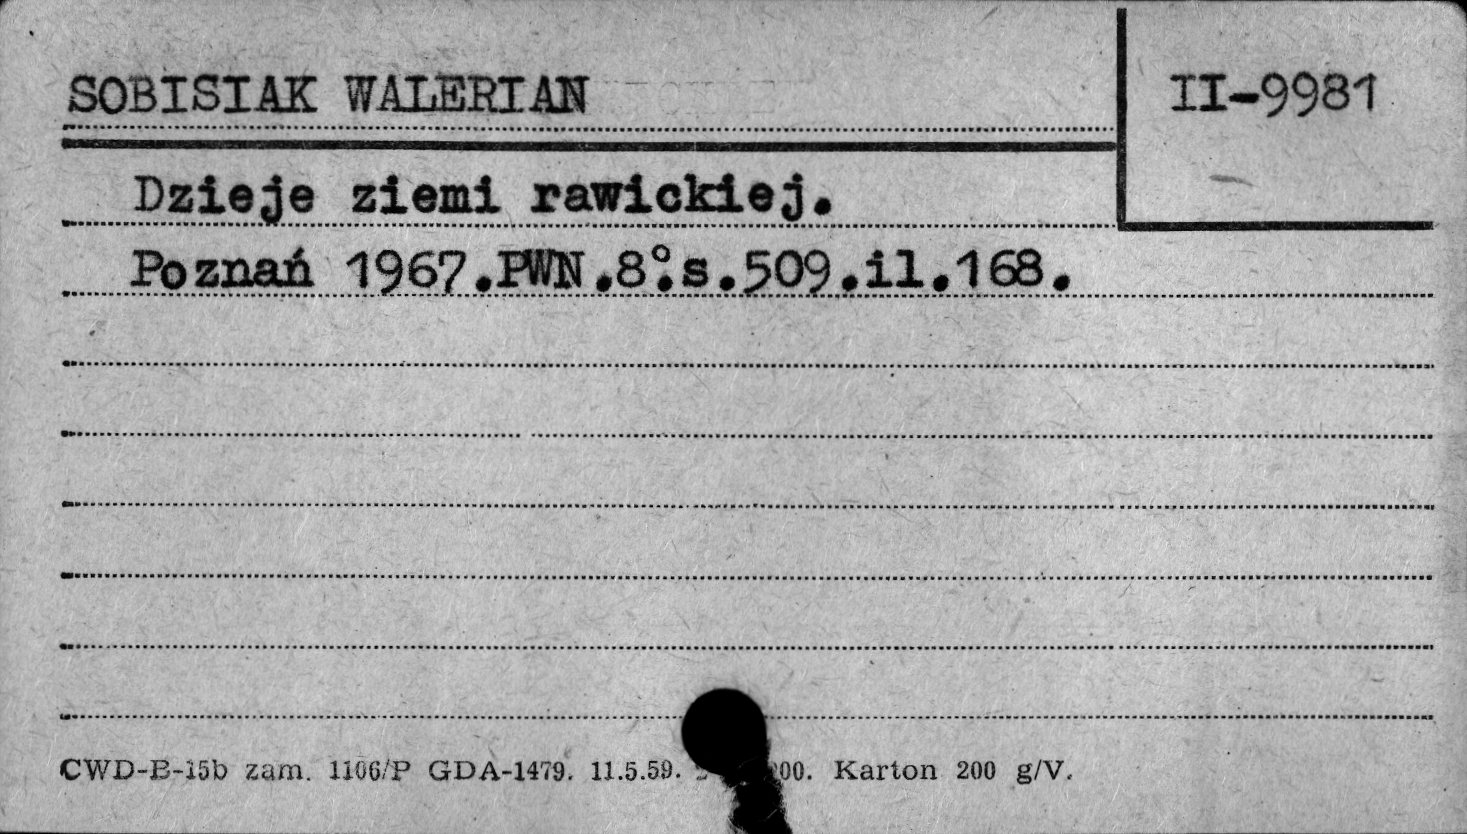 SOBISIAK WALERIAN
II-9981
Dzieje ziemi rawickiej.
Poznań 1967.PWN.8°.s.509.il.168.
CWD-B-15b zam. 1106/P GDA-1479. 11.5.59. 00. Karton 200 g/V.